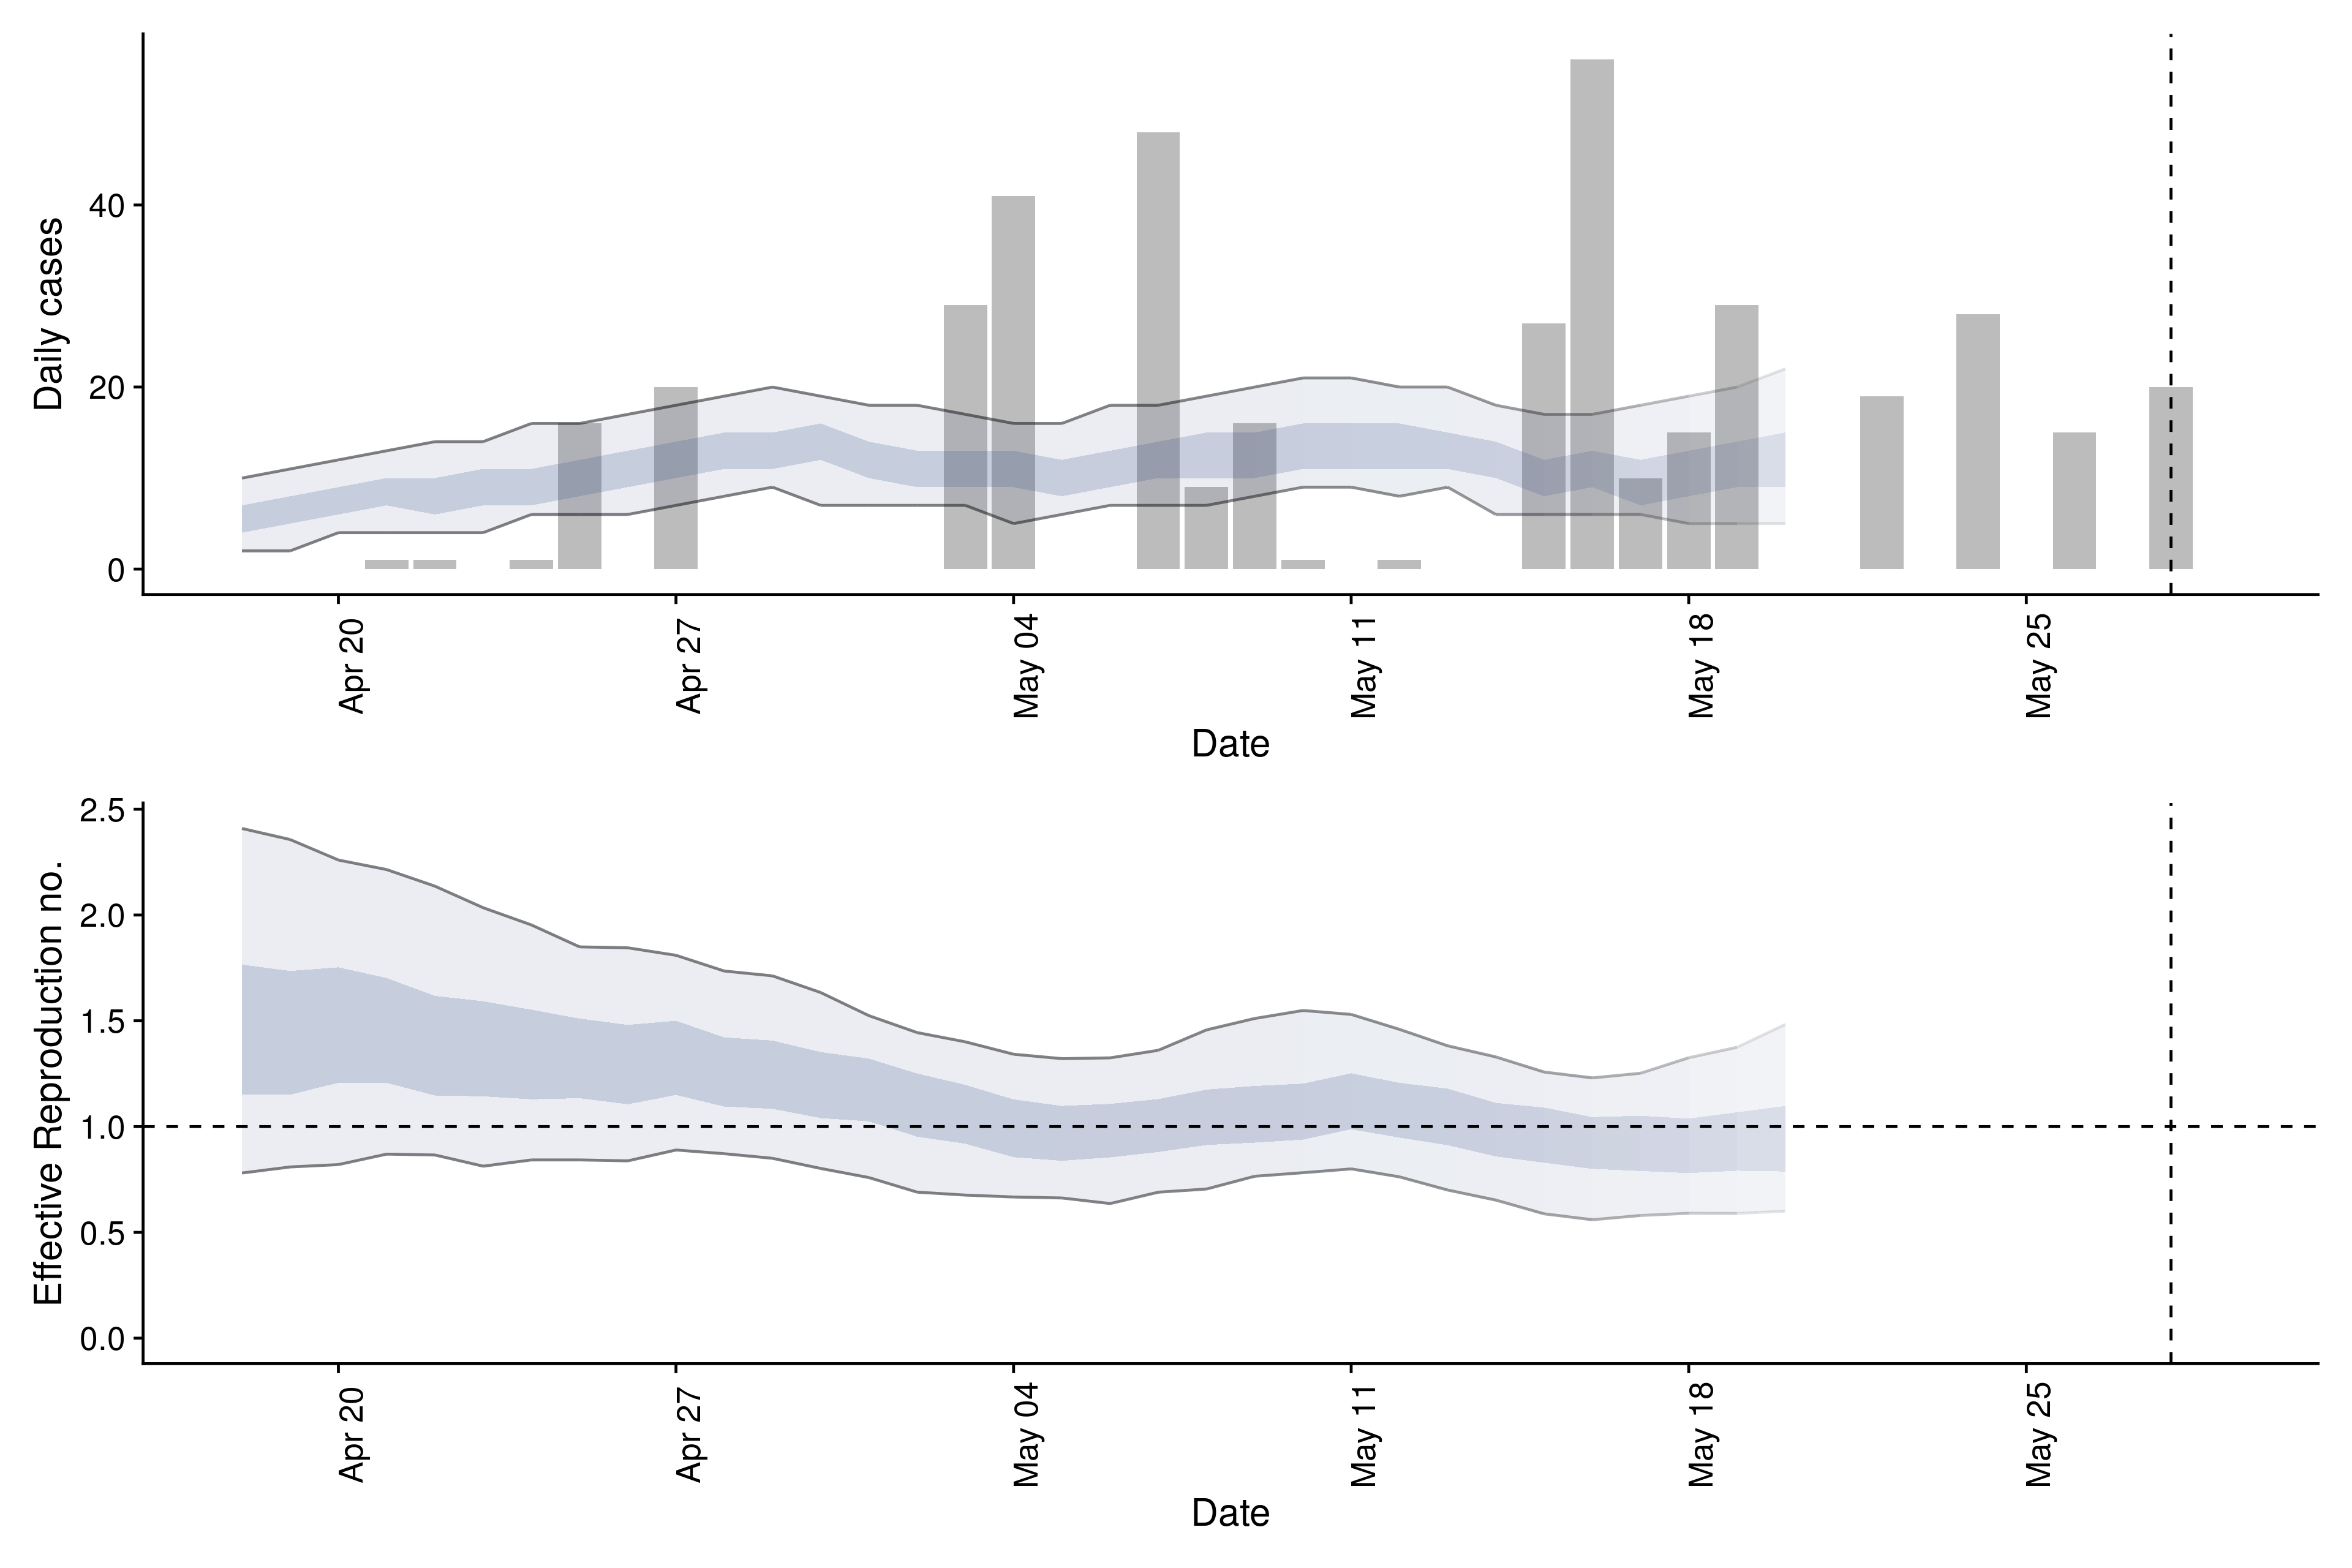 Daily cases
40
20
0
Apr 20
Apr 27
May 04
May 11
May 18
May 25
Date
Effective Reproduction no.
2.5
2.0
1.5
1.0
0.5
0.0
Apr 20
Apr 27
May 04
May 11
May 18
May 25
Date